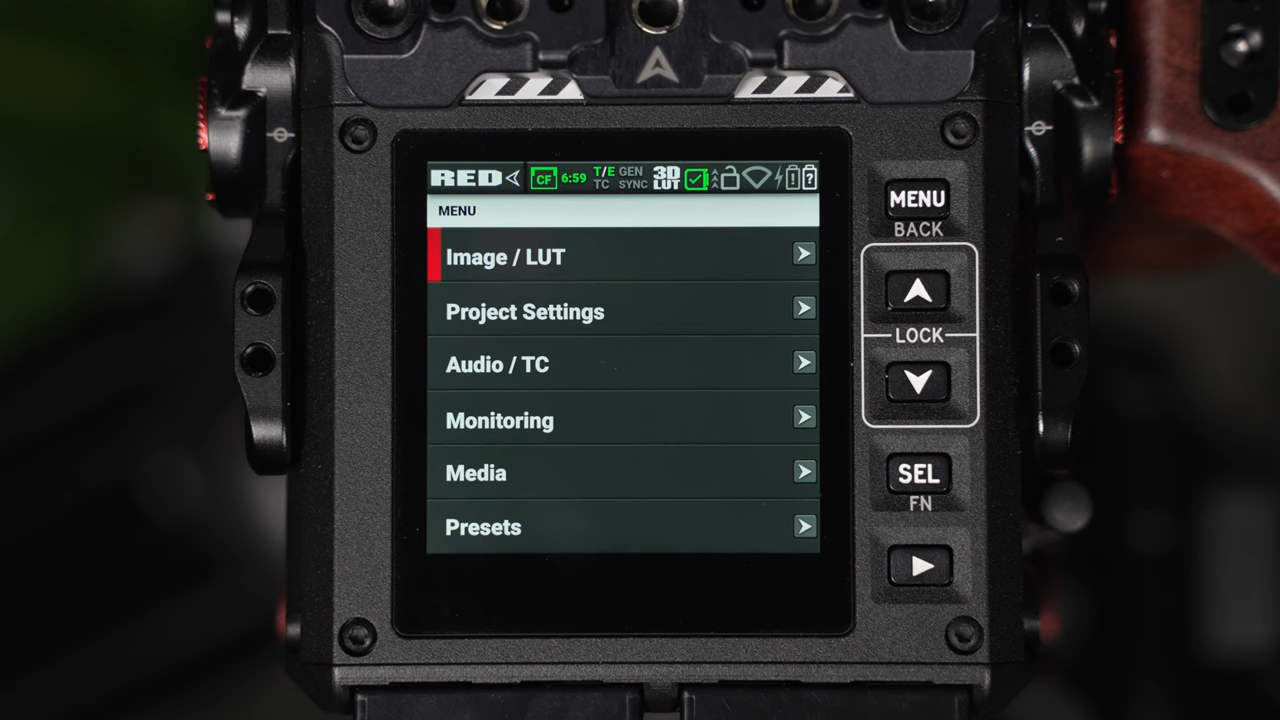 RED CF 6:59 T/E GEN 3D
TC SYNC LUT
MENU
Image / LUT
Project Settings
Audio / TC
Monitoring
Media
Presets
MENU
BACK
LOCK
SEL
FN